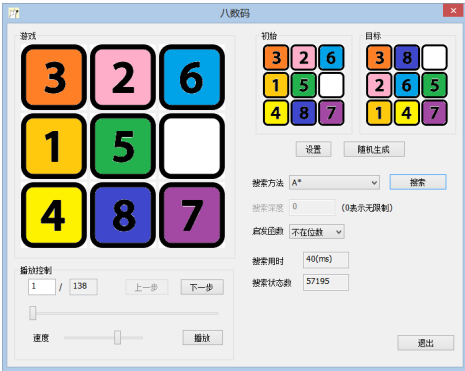 八数码
游戏
3 2 6
1 5
4 8 7
播放控制
1 / 138 上一步 下一步
速度 播放
初始 目标
3 2 6 3 8
1 5 2 6 5
4 8 7 1 4 7
设置 随机生成
搜索方法 A* 搜索
搜索深度 0 (0表示无限制)
启发函数 不在位数
搜索用时 40(ms)
搜索状态数 57195
退出